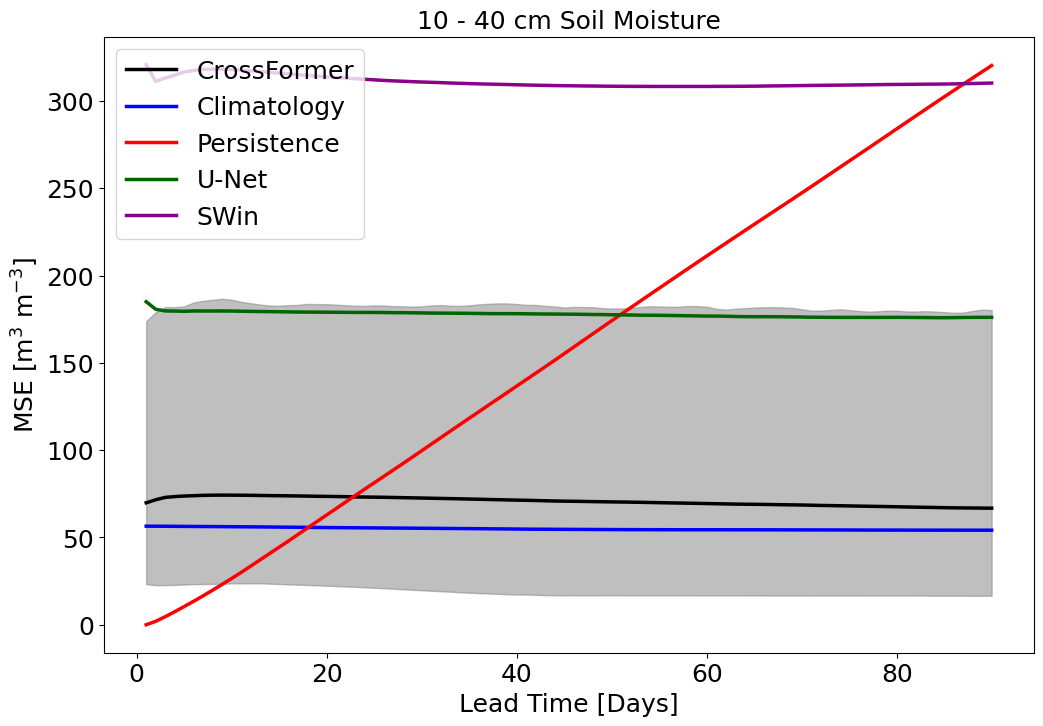 10 - 40 cm Soil Moisture
CrossFormer
Climatology
Persistence
U-Net
SWin
MSE [m³ m⁻³]
300
250
200
150
100
50
0
0 20 40 60 80
Lead Time [Days]